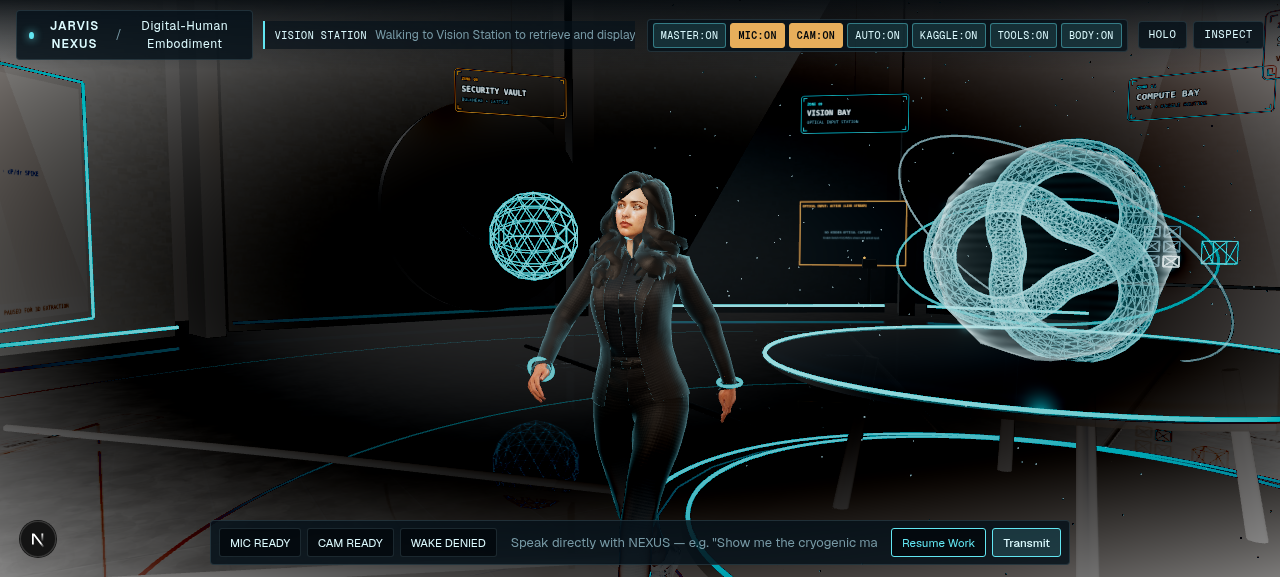 JARVIS
NEXUS
/
Digital-Human
Embodiment
VISION STATION Walking to Vision Station to retrieve and display
MASTER:ON
MIC:ON
CAM:ON
AUTO:ON
KAGGLE:ON
TOOLS:ON
BODY:ON
HOLO
INSPECT
SECURITY VAULT
VISION BAY
OPTICAL INPUT STATION
COMPUTE BAY
N
MIC READY
CAM READY
WAKE DENIED
Speak directly with NEXUS — e.g. "Show me the cryogenic ma
Resume Work
Transmit